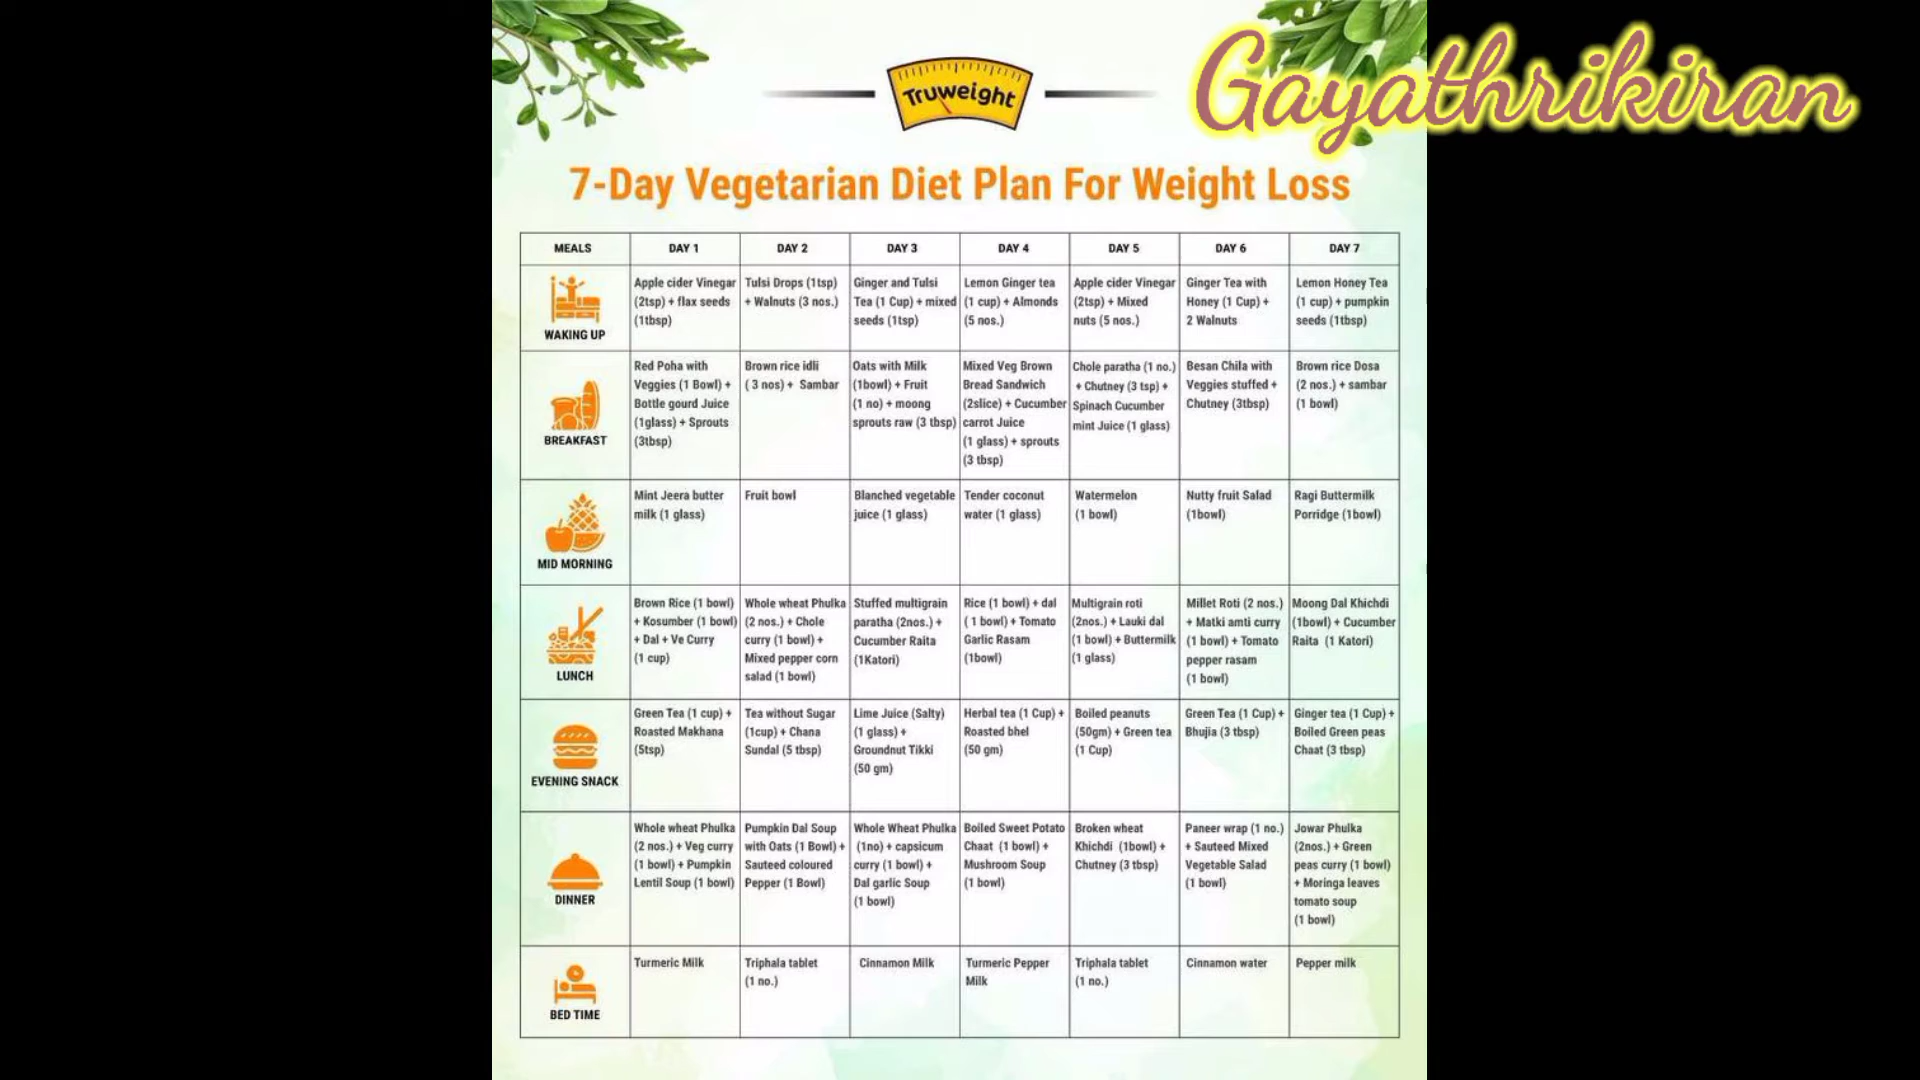 Gayathrikiran
Truweight
7-Day Vegetarian Diet Plan For Weight Loss
MEALS DAY 1 DAY 2 DAY 3 DAY 4 DAY 5 DAY 6 DAY 7
WAKING UP
Apple cider Vinegar
(2tsp) + flax seeds
(1tbsp)
Tulsi Drops (1tsp)
+ Walnuts (3 nos.)
Ginger and Tulsi
Tea (1 Cup) + mixed
seeds (1tsp)
Lemon Ginger tea
(1 cup) + Almonds
(5 nos.)
Apple cider Vinegar
(2tsp) + Mixed
nuts (5 nos.)
Ginger Tea with
Honey (1 Cup) +
2 Walnuts
Lemon Honey Tea
(1 cup) + pumpkin
seeds (1tbsp)
BREAKFAST
Red Poha with
Veggies (1 Bowl) +
Bottle gourd Juice
(1glass) + Sprouts
(3tbsp)
Brown rice idli
( 3 nos) + Sambar
Oats with Milk
(1bowl) + Fruit
(1 no) + moong
sprouts raw (3 tbsp)
Mixed Veg Brown
Bread Sandwich
(2slice) + Cucumber
carrot Juice
(1 glass) + sprouts
(3 tbsp)
Chole paratha (1 no.)
+ Chutney (3 tsp) +
Spinach Cucumber
mint Juice (1 glass)
Besan Chila with
Veggies stuffed +
Chutney (3tbsp)
Brown rice Dosa
(2 nos.) + sambar
(1 bowl)
MID MORNING
Mint Jeera butter
milk (1 glass)
Fruit bowl
Blanched vegetable
juice (1 glass)
Tender coconut
water (1 glass)
Watermelon
(1 bowl)
Nutty fruit Salad
(1bowl)
Ragi Buttermilk
Porridge (1bowl)
LUNCH
Brown Rice (1 bowl)
+ Kosumber (1 bowl)
+ Dal + Ve Curry
(1 cup)
Whole wheat Phulka
(2 nos.) + Chole
curry (1 bowl) +
Mixed pepper corn
salad (1 bowl)
Stuffed multigrain
paratha (2nos.) +
Cucumber Raita
(1Katori)
Rice (1 bowl) + dal
( 1 bowl) + Tomato
Garlic Rasam
(1bowl)
Multigrain roti
(2nos.) + Lauki dal
(1 bowl) + Buttermilk
(1 glass)
Millet Roti (2 nos.)
+ Matki amti curry
(1 bowl) + Tomato
pepper rasam
(1 bowl)
Moong Dal Khichdi
(1bowl) + Cucumber
Raita (1 Katori)
EVENING SNACK
Green Tea (1 cup) +
Roasted Makhana
(5tsp)
Tea without Sugar
(1cup) + Chana
Sundal (5 tbsp)
Lime Juice (Salty)
(1 glass) +
Groundnut Tikki
(50 gm)
Herbal tea (1 Cup) +
Roasted bhel
(50 gm)
Boiled peanuts
(50gm) + Green tea
(1 Cup)
Green Tea (1 Cup) +
Bhujia (3 tbsp)
Ginger tea (1 Cup) +
Boiled Green peas
Chaat (3 tbsp)
DINNER
Whole wheat Phulka
(2 nos.) + Veg curry
(1 bowl) + Pumpkin
Lentil Soup (1 bowl)
Pumpkin Dal Soup
with Oats (1 Bowl) +
Sauteed coloured
Pepper (1 Bowl)
Whole Wheat Phulka
(1no) + capsicum
curry (1 bowl) +
Dal garlic Soup
(1 bowl)
Boiled Sweet Potato
Chaat (1 bowl) +
Mushroom Soup
(1 bowl)
Broken wheat
Khichdi (1bowl) +
Chutney (3 tbsp)
Paneer wrap (1 no.)
+ Sauteed Mixed
Vegetable Salad
(1 bowl)
Jowar Phulka
(2nos.) + Green
peas curry (1 bowl)
+ Moringa leaves
tomato soup
(1 bowl)
BED TIME
Turmeric Milk
Triphala tablet
(1 no.)
Cinnamon Milk
Turmeric Pepper
Milk
Triphala tablet
(1 no.)
Cinnamon water
Pepper milk